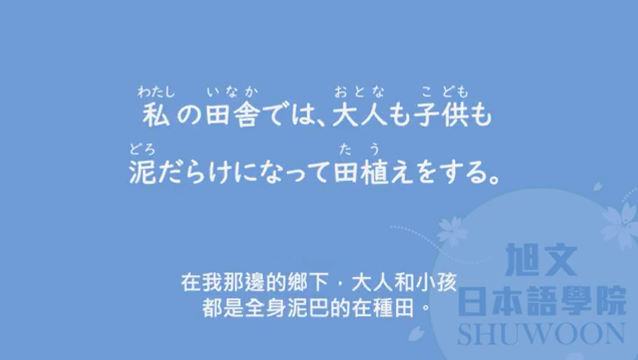 わたし いなか おとな こども
私の田舎では、大人も子供も
どろ たう
泥だらけになって田植えをする。
在我那邊的鄉下，大人和小孩
都是全身泥巴的在種田。
旭文
日本語學院
SHUWOON